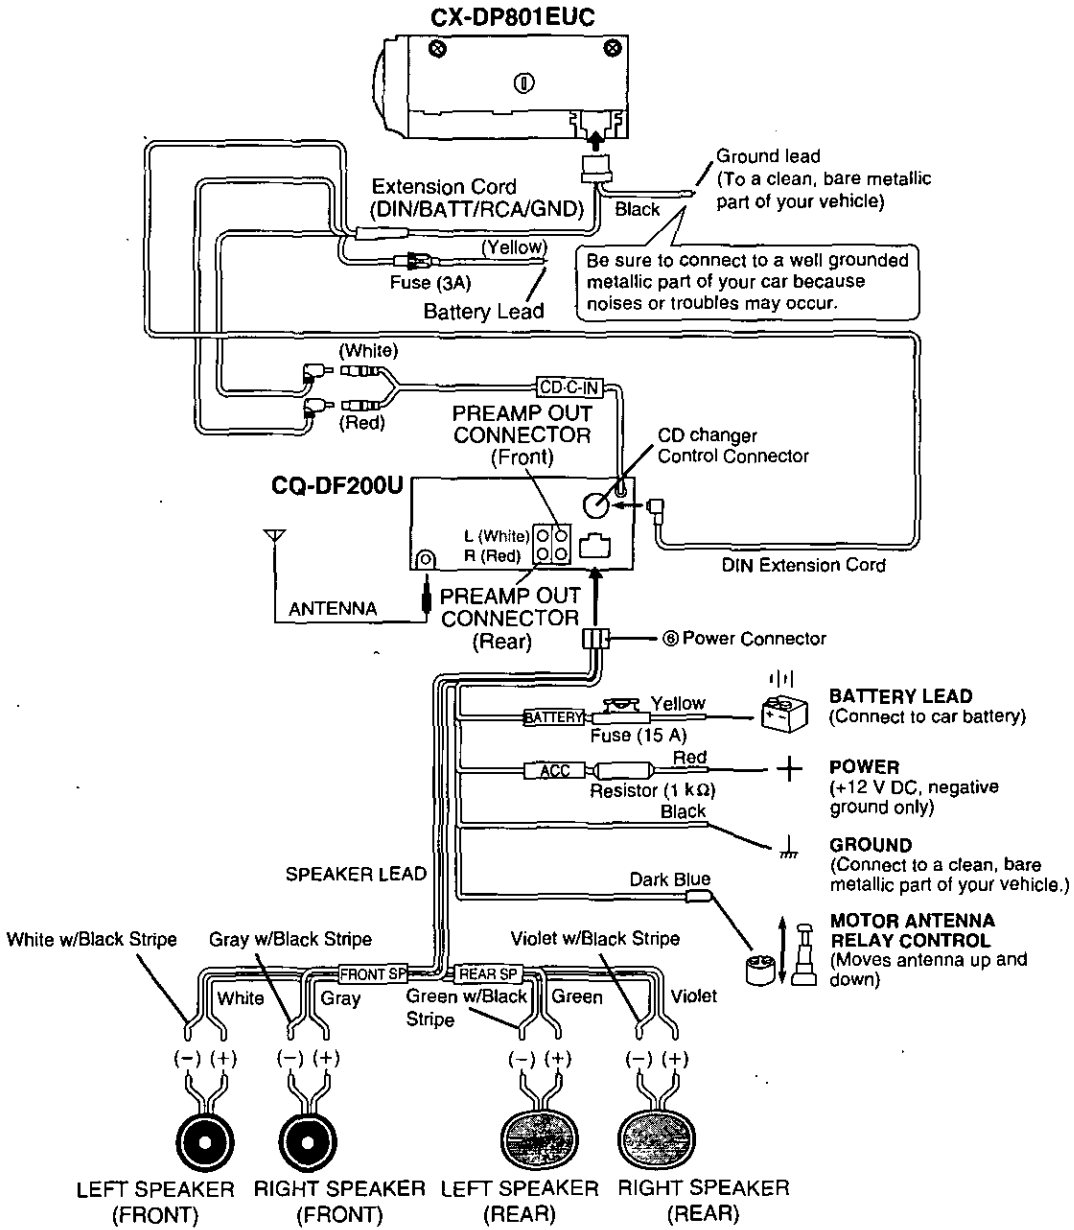 CX-DP801EUC
Ground lead
(To a clean, bare metallic
part of your vehicle)
Extension Cord
(DIN/BATT/RCA/GND)
Black
(Yellow)
Fuse (3A)
Battery Lead
Be sure to connect to a well grounded
metallic part of your car because
noises or troubles may occur.
(White)
CD·C-IN
(Red)
PREAMP OUT
CONNECTOR
(Front)
CD changer
Control Connector
CQ-DF200U
L (White)
R (Red)
DIN Extension Cord
ANTENNA
PREAMP OUT
CONNECTOR
(Rear)
⑥ Power Connector
BATTERY
Yellow
Fuse (15 A)
+ -
BATTERY LEAD
(Connect to car battery)
ACC
Red
Resistor (1 kΩ)
POWER
(+12 V DC, negative
ground only)
Black
GROUND
(Connect to a clean, bare
metallic part of your vehicle.)
SPEAKER LEAD
Dark Blue
MOTOR ANTENNA
RELAY CONTROL
(Moves antenna up and
down)
White w/Black Stripe
Gray w/Black Stripe
Violet w/Black Stripe
FRONT SP
REAR SP
White
Gray
Green w/Black
Stripe
Green
Violet
(−) (+)
(−) (+)
(−) (+)
(−) (+)
LEFT SPEAKER
(FRONT)
RIGHT SPEAKER
(FRONT)
LEFT SPEAKER
(REAR)
RIGHT SPEAKER
(REAR)